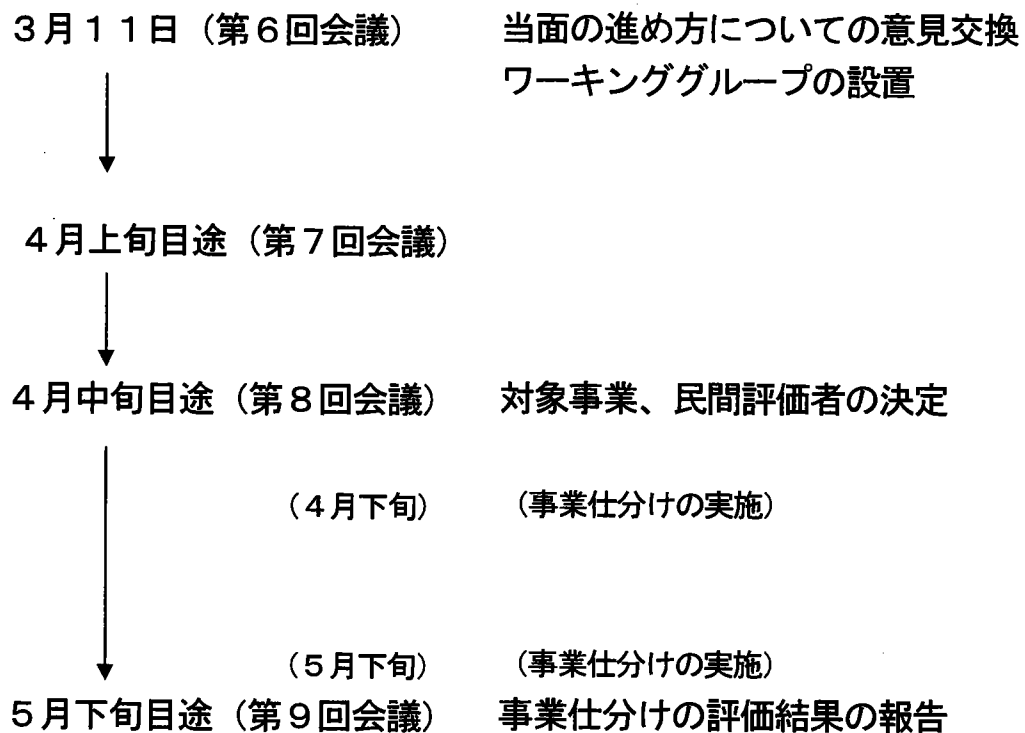 3月11日（第6回会議） 当面の進め方についての意見交換
ワーキンググループの設置
4月上旬目途（第7回会議）
4月中旬目途（第8回会議） 対象事業、民間評価者の決定
（4月下旬） （事業仕分けの実施）
（5月下旬） （事業仕分けの実施）
5月下旬目途（第9回会議） 事業仕分けの評価結果の報告